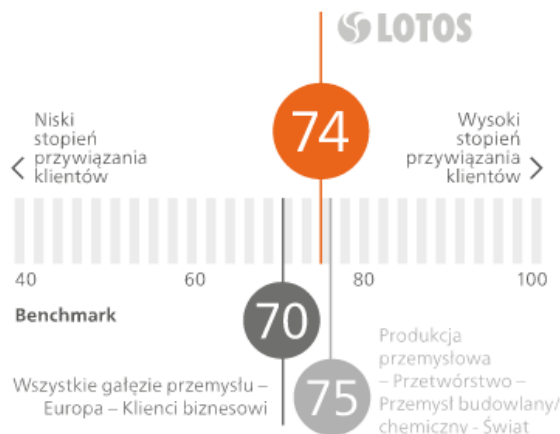 LOTOS
74
Niski
stopień
przywiązania
klientów
Wysoki
stopień
przywiązania
klientów
40
60
80
100
Benchmark
70
Wszystkie gałęzie przemysłu –
Europa – Klienci biznesowi
75
Produkcja
przemysłowa
– Przetwórstwo –
Przemysł budowlany/
chemiczny - Świat